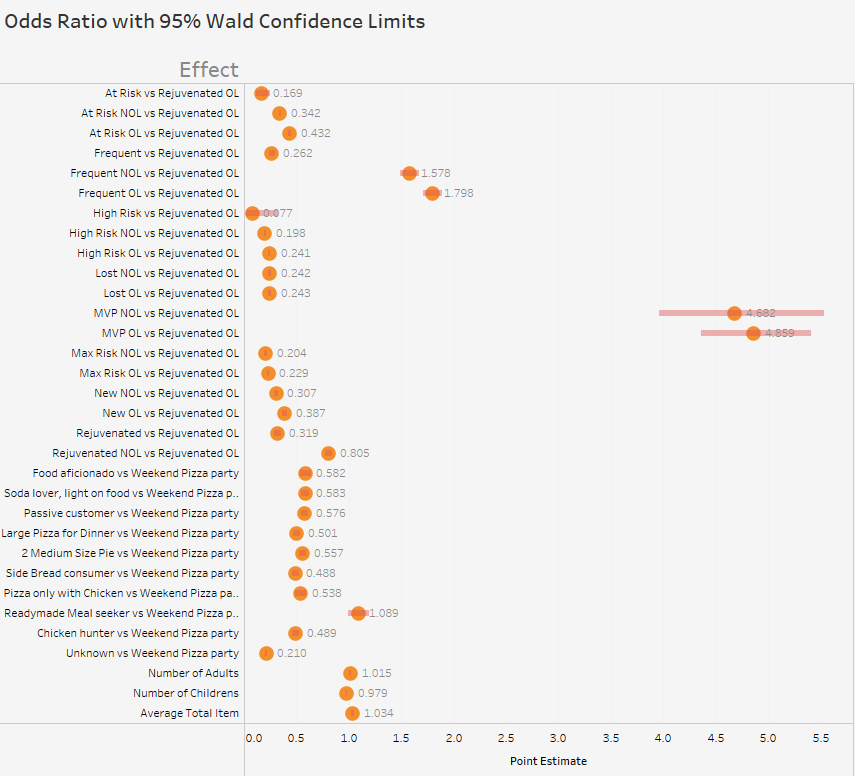 Odds Ratio with 95% Wald Confidence Limits
Effect
At Risk vs Rejuvenated OL 0.169
At Risk NOL vs Rejuvenated OL 0.342
At Risk OL vs Rejuvenated OL 0.432
Frequent vs Rejuvenated OL 0.262
Frequent NOL vs Rejuvenated OL 1.578
Frequent OL vs Rejuvenated OL 1.798
High Risk vs Rejuvenated OL 0.077
High Risk NOL vs Rejuvenated OL 0.198
High Risk OL vs Rejuvenated OL 0.241
Lost NOL vs Rejuvenated OL 0.242
Lost OL vs Rejuvenated OL 0.243
MVP NOL vs Rejuvenated OL 4.682
MVP OL vs Rejuvenated OL 4.859
Max Risk NOL vs Rejuvenated OL 0.204
Max Risk OL vs Rejuvenated OL 0.229
New NOL vs Rejuvenated OL 0.307
New OL vs Rejuvenated OL 0.387
Rejuvenated vs Rejuvenated OL 0.319
Rejuvenated NOL vs Rejuvenated OL 0.805
Food aficionado vs Weekend Pizza party 0.582
Soda lover, light on food vs Weekend Pizza p.. 0.583
Passive customer vs Weekend Pizza party 0.576
Large Pizza for Dinner vs Weekend Pizza party 0.501
2 Medium Size Pie vs Weekend Pizza party 0.557
Side Bread consumer vs Weekend Pizza party 0.488
Pizza only with Chicken vs Weekend Pizza pa.. 0.538
Readymade Meal seeker vs Weekend Pizza p.. 1.089
Chicken hunter vs Weekend Pizza party 0.489
Unknown vs Weekend Pizza party 0.210
Number of Adults 1.015
Number of Childrens 0.979
Average Total Item 1.034
0.0 0.5 1.0 1.5 2.0 2.5 3.0 3.5 4.0 4.5 5.0 5.5
Point Estimate